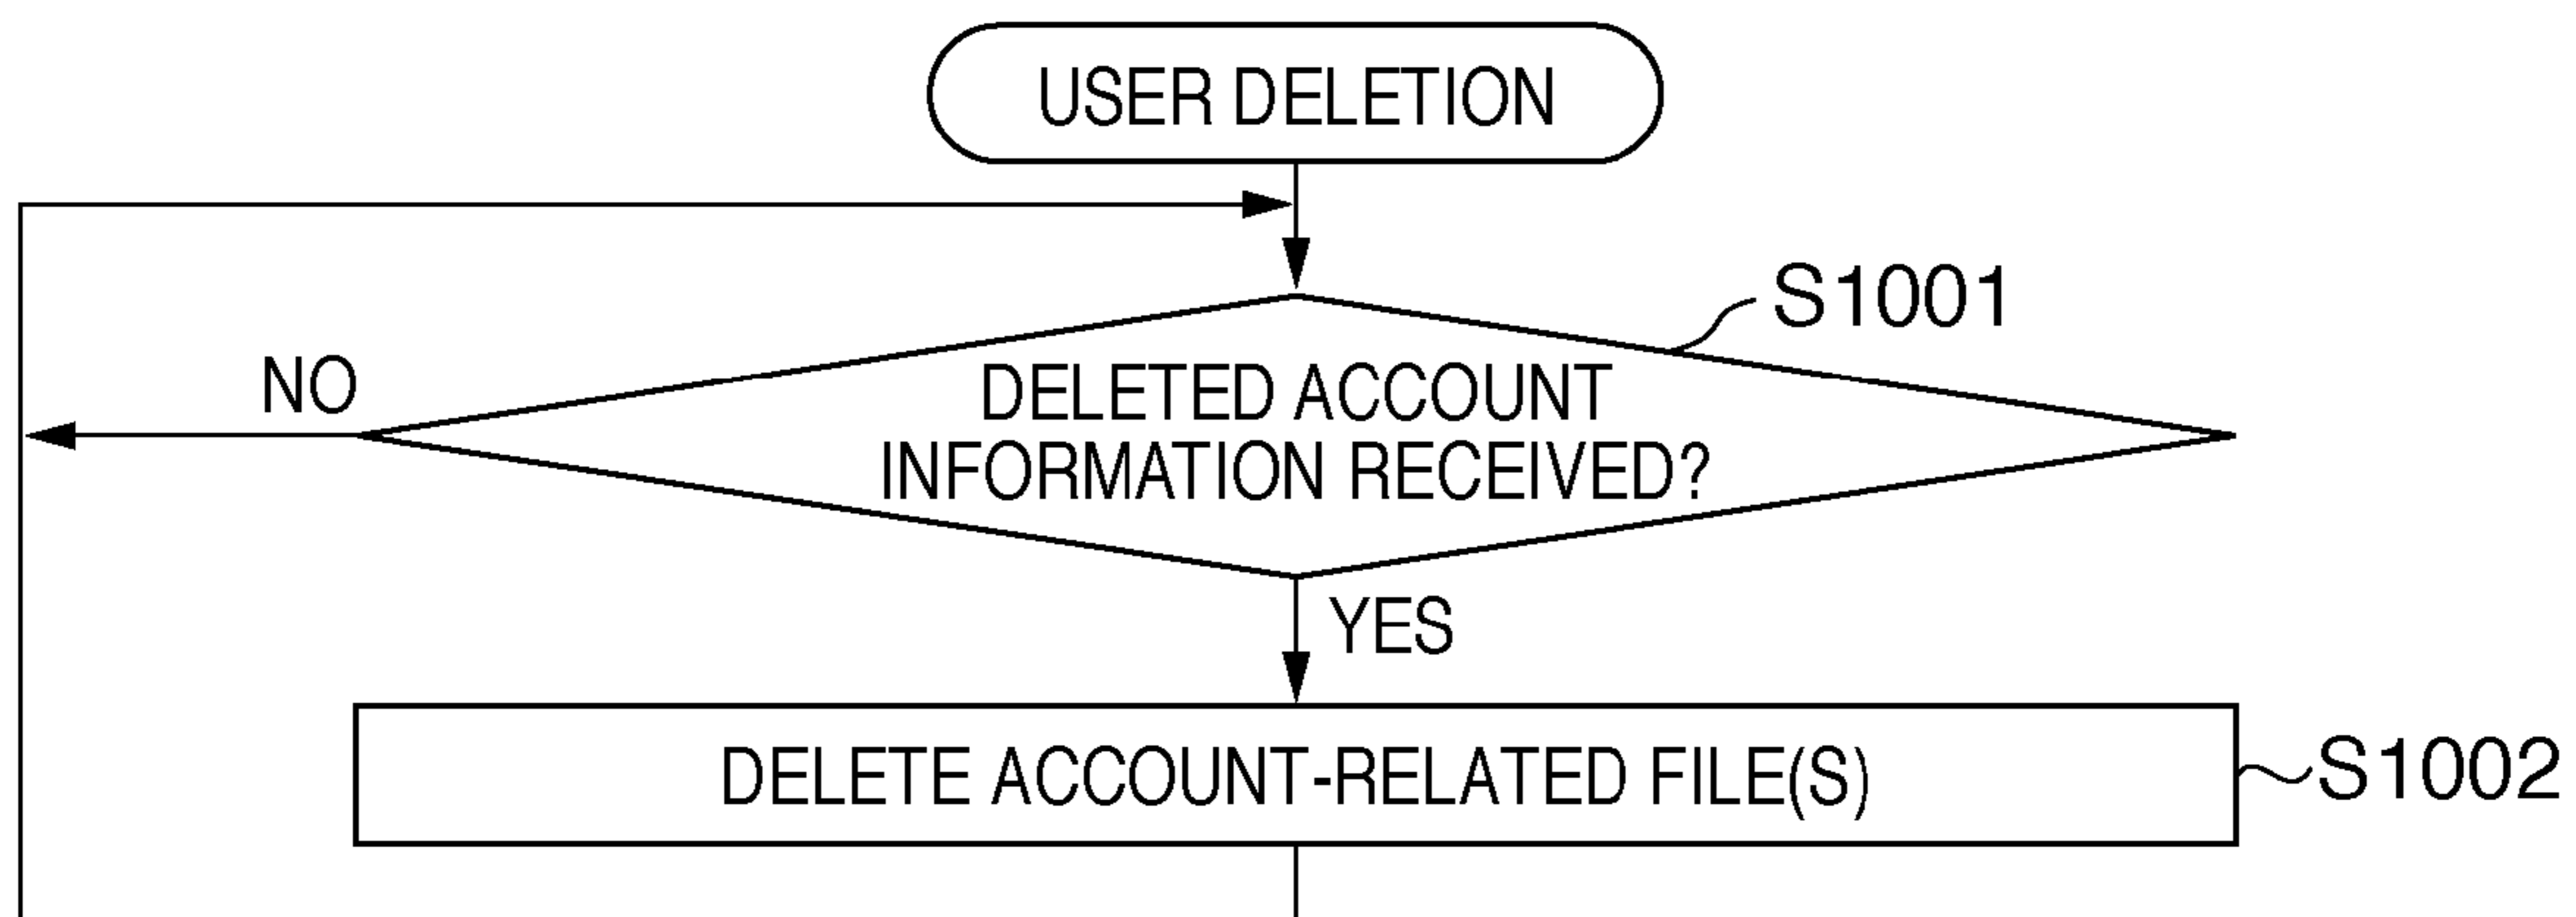 USER DELETION
S1001
NO
DELETED ACCOUNT
INFORMATION RECEIVED?
YES
DELETE ACCOUNT-RELATED FILE(S)
S1002